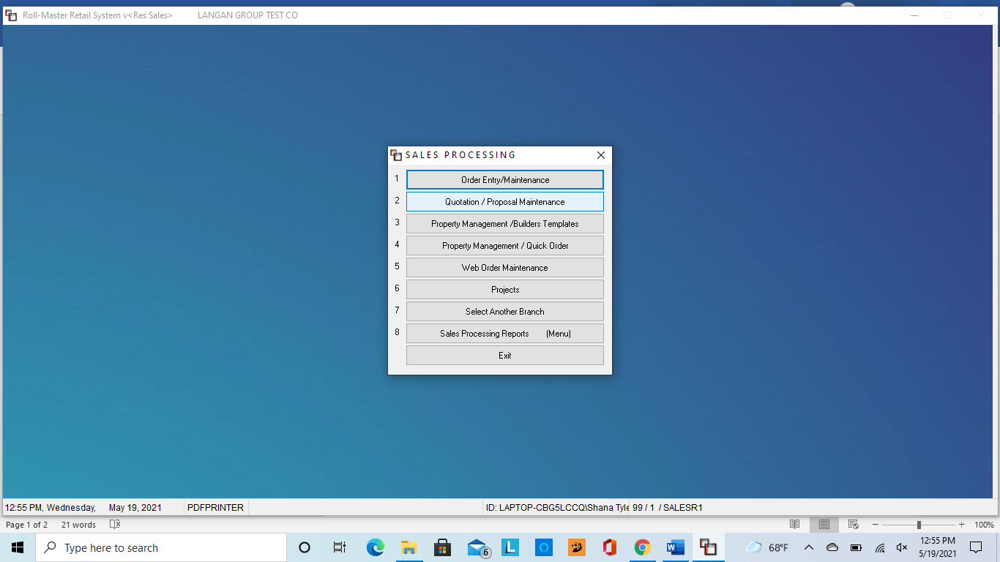 Roll-Master Retail System v<Res Sales> LANGAN GROUP TEST CO
SALES PROCESSING
1 Order Entry/Maintenance
2 Quotation / Proposal Maintenance
3 Property Management /Builders Templates
4 Property Management / Quick Order
5 Web Order Maintenance
6 Projects
7 Select Another Branch
8 Sales Processing Reports (Menu)
Exit
12:55 PM, Wednesday, May 19, 2021 PDFPRINTER ID: LAPTOP-CBG5LCCQ\Shana Tyle 99 / 1 / SALESR1
Page 1 of 2 21 words 100%
Type here to search 6 L 68°F 12:55 PM
5/19/2021